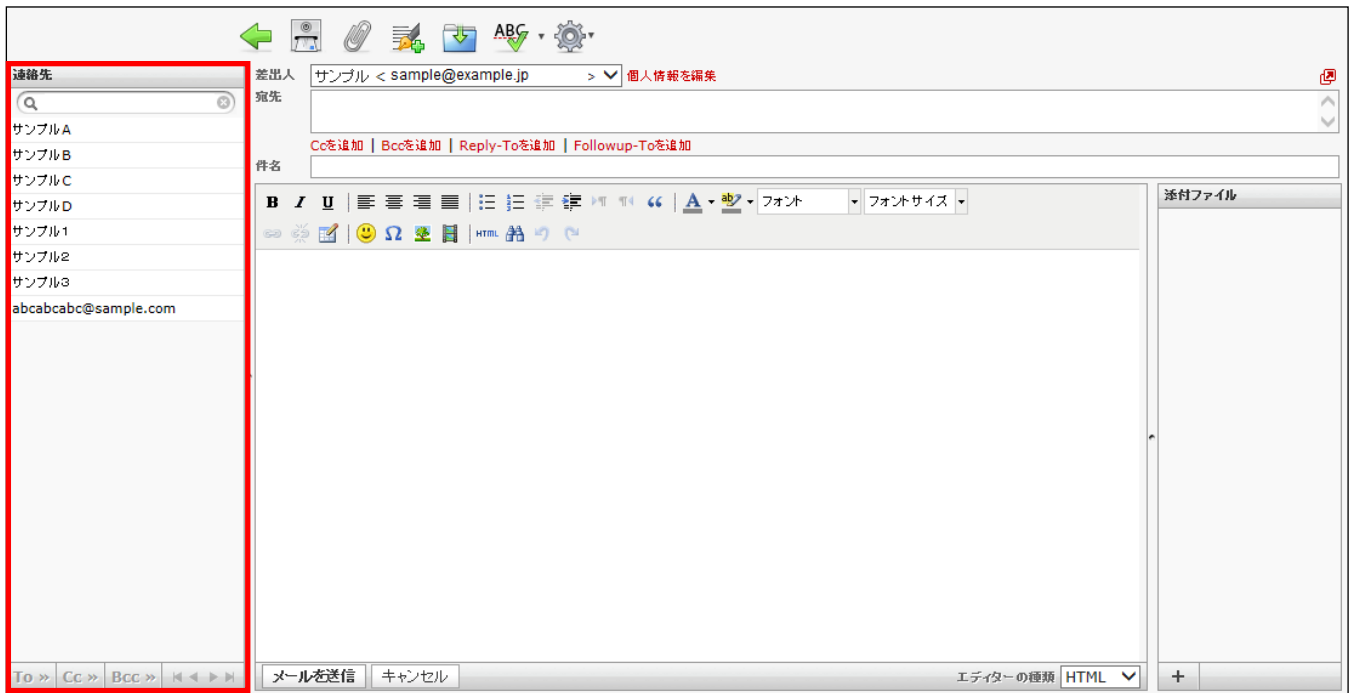 ABC
連絡先
サンプルA
サンプルB
サンプルC
サンプルD
サンプル1
サンプル2
サンプル3
abcabcabc@sample.com
To » Cc » Bcc »
差出人 サンプル < sample@example.jp > 個人情報を編集
宛先
Ccを追加 | Bccを追加 | Reply-Toを追加 | Followup-Toを追加
件名
B I U A ab フォント フォントサイズ
Ω HTML
メールを送信 キャンセル エディターの種類 HTML
添付ファイル
+